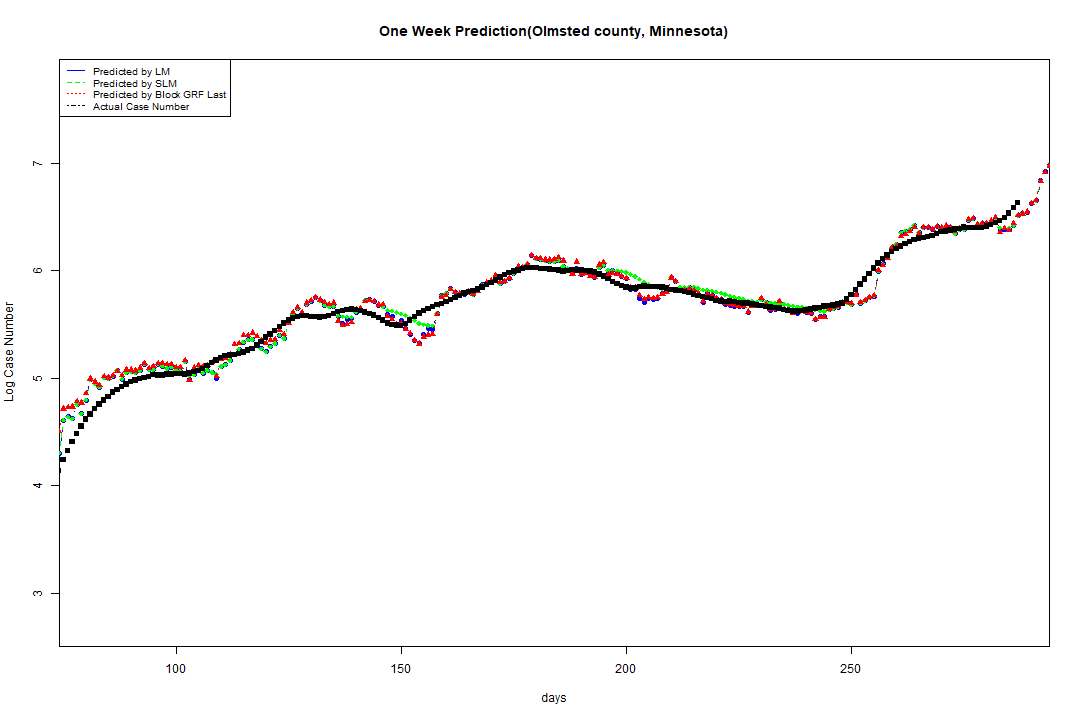 One Week Prediction(Olmsted county, Minnesota)
Predicted by LM
Predicted by SLM
Predicted by Block GRF Last
Actual Case Number
Log Case Number
7
6
5
4
3
100 150 200 250
days